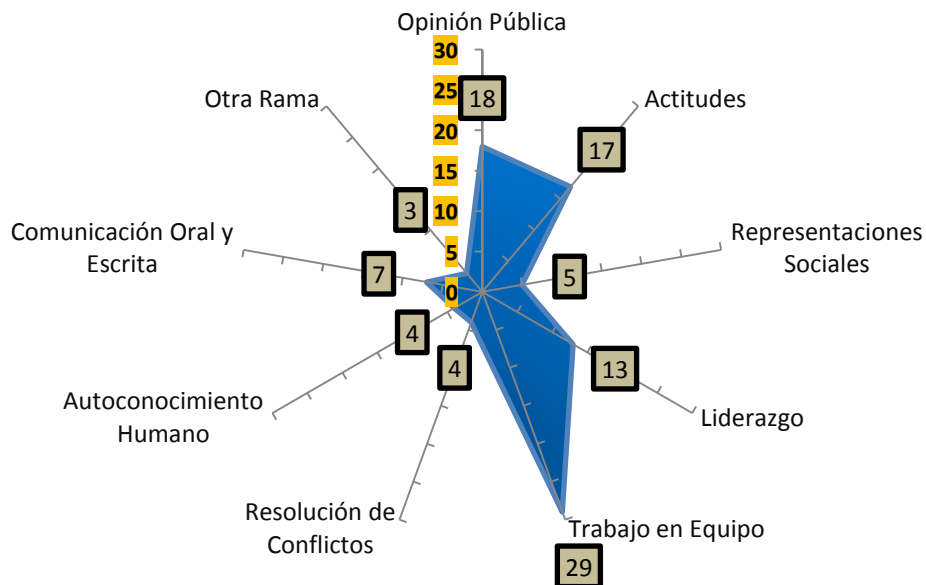 Opinión Pública
30
25
20
15
10
5
0
18
Actitudes
17
Representaciones
Sociales
5
13
Liderazgo
Trabajo en Equipo
29
4
Resolución de
Conflictos
4
Autoconocimiento
Humano
7
Comunicación Oral y
Escrita
3
Otra Rama